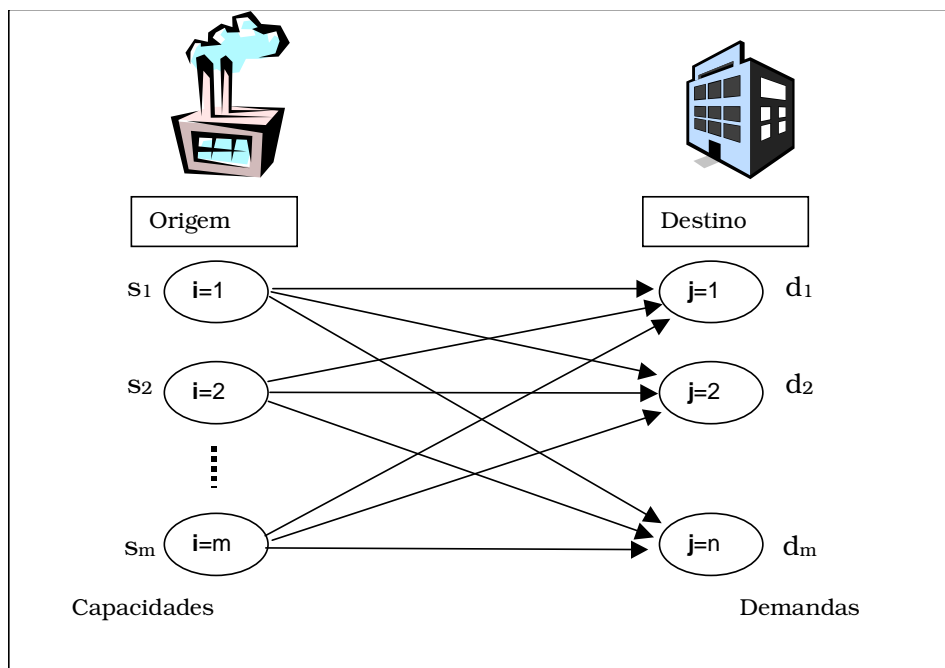 Origem Destino
s1 i=1 j=1 d1
s2 i=2 j=2 d2
sm i=m j=n dm
Capacidades Demandas